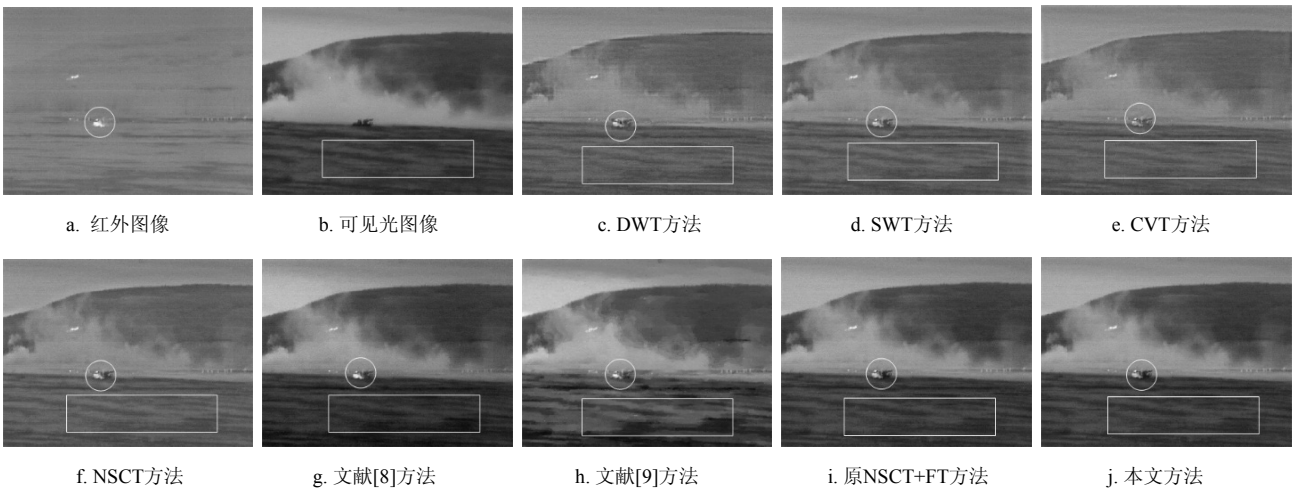 a. 红外图像
b. 可见光图像
c. DWT方法
d. SWT方法
e. CVT方法
f. NSCT方法
g. 文献[8]方法
h. 文献[9]方法
i. 原NSCT+FT方法
j. 本文方法